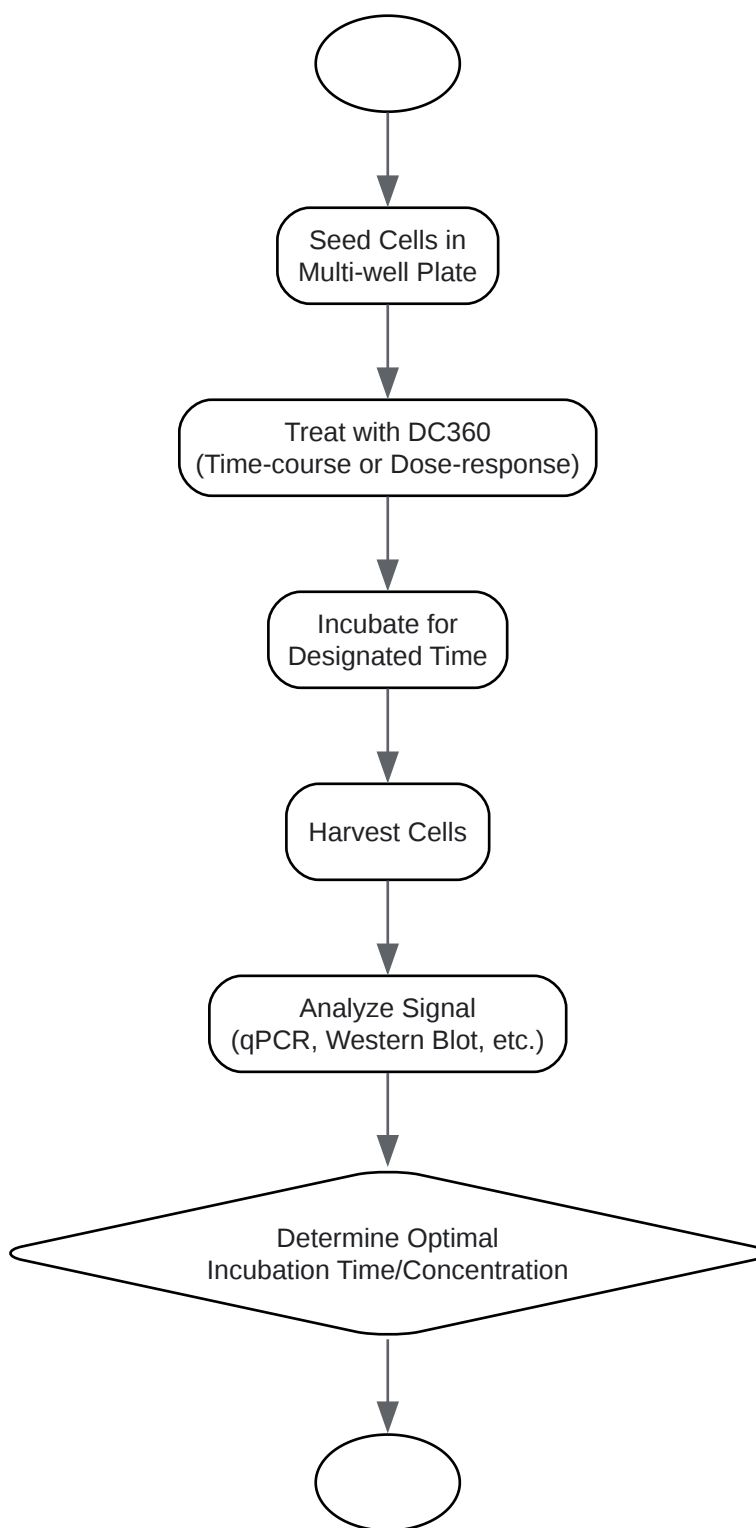 Seed Cells in
Multi-well Plate
Treat with DC360
(Time-course or Dose-response)
Incubate for
Designated Time
Harvest Cells
Analyze Signal
(qPCR, Western Blot, etc.)
Determine Optimal
Incubation Time/Concentration